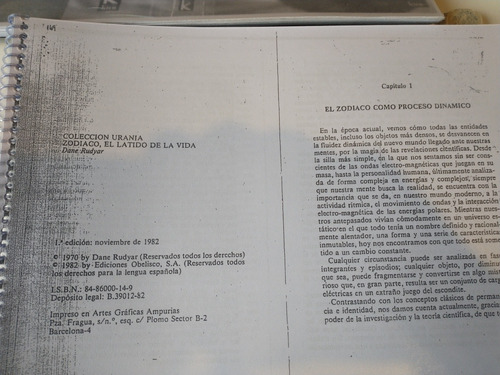 COLECCION URANIA
ZODIACO, EL LATIDO DE LA VIDA
Dane Rudyar
1.ª edición: noviembre de 1982
© 1970 by Dane Rudyar (Reservados todos los derechos)
© 1982 by Ediciones Obelisco, S.A. (Reservados todos
los derechos para la lengua española)
I.S.B.N.: 84-86000-14-9
Depósito legal: B.39012-82
Impreso en Artes Gráficas Ampurias
Pza. Fragua, s/n.º, esq. c/ Plomo Sector B-2
Barcelona-4
Capítulo 1
EL ZODIACO COMO PROCESO DINAMICO
En la época actual, vemos cómo todas las entidades
estables, incluso los objetos más densos, se desvanecen en
la fluidez dinámica del nuevo mundo llegado ante nuestras
mentes, por la magia de las revelaciones científicas. Desde
la silla más simple, en la que nos sentamos sin ser cons-
cientes de las ondas electro-magnéticas que juegan en su
masa, hasta la personalidad humana, últimamente analiza-
da de forma compleja en energías y complejos, siempre
que nuestra mente busca la realidad, se encuentra con la
importancia que se da, en nuestro mundo moderno, a la
actividad rítmica, el movimiento de ondas y la interacción
electro-magnética de las energías polares. Mientras nues-
tros antepasados vivían cómodamente en un universo es-
tático en el que todo tenía un nombre definido y racional-
mente alentador, una forma y una serie de características
inmutables, hoy nos encontramos con que todo está some-
tido a un cambio constante.
Cualquier circunstancia puede ser analizada en fases
integrantes y episodios; cualquier objeto, por diminuto
que sea, puede fragmentarse y convertirse en algo miste-
rioso que, en gran parte, resulta ser un conjunto de cargas
eléctricas en un extraño juego del escondite.
Contrastando con los conceptos clásicos de permanen-
cia e identidad, nos damos cuenta actualmente, gracias al
poder de la investigación y la teoría científica, de que